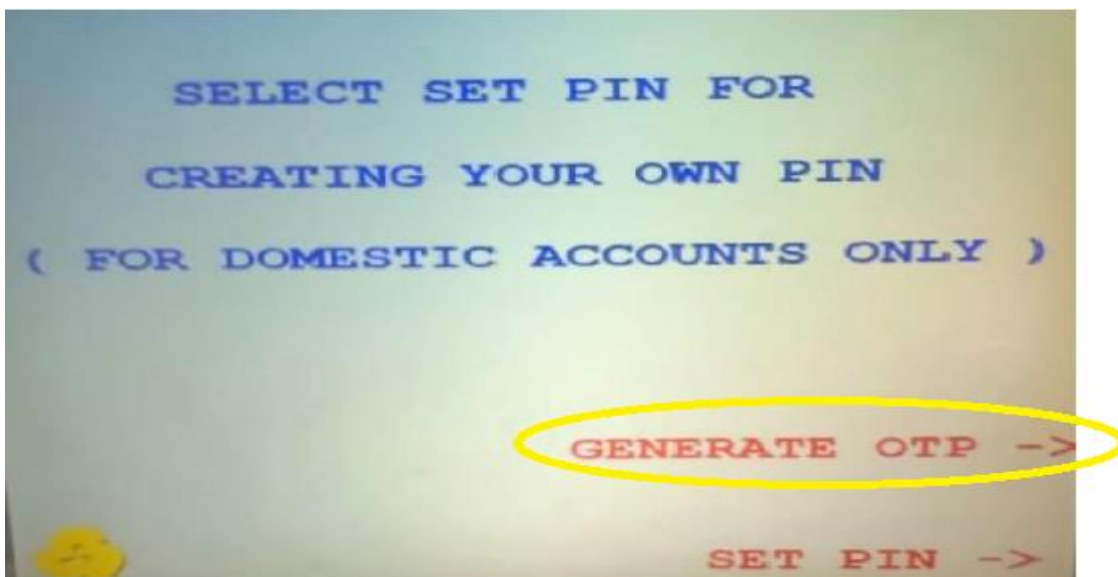 SELECT SET PIN FOR
CREATING YOUR OWN PIN
( FOR DOMESTIC ACCOUNTS ONLY )
GENERATE OTP ->
SET PIN ->